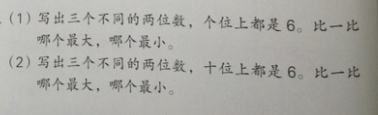 (1) 写出三个不同的两位数，个位上都是 6。比一比
哪个最大，哪个最小。
(2) 写出三个不同的两位数，十位上都是 6。比一比
哪个最大，哪个最小。